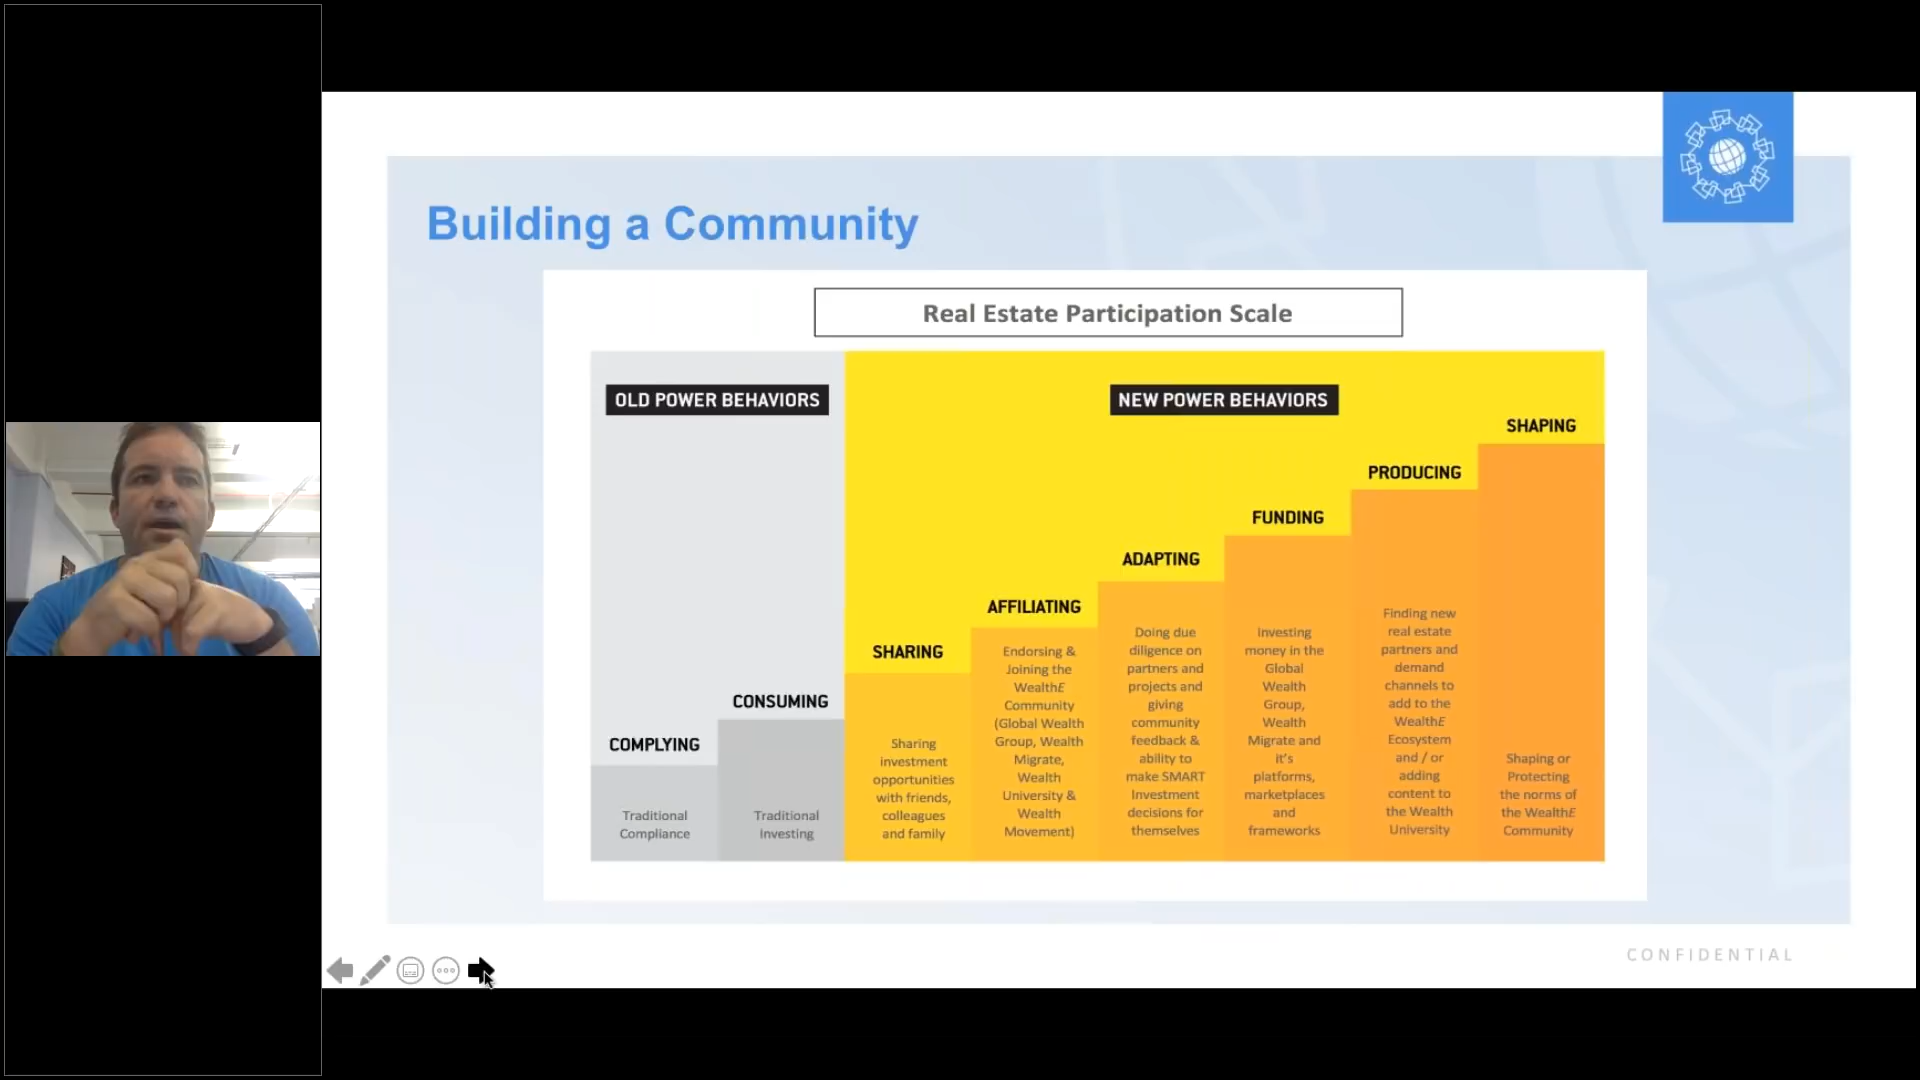 Building a Community
Real Estate Participation Scale
OLD POWER BEHAVIORS
NEW POWER BEHAVIORS
COMPLYING
Traditional
Compliance
CONSUMING
Traditional
Investing
SHARING
Sharing
investment
opportunities
with friends,
colleagues
and family
AFFILIATING
Endorsing &
Joining the
WealthE
Community
(Global Wealth
Group, Wealth
Migrate,
Wealth
University &
Wealth
Movement)
ADAPTING
Doing due
diligence on
partners and
projects and
giving
community
feedback &
ability to
make SMART
Investment
decisions for
themselves
FUNDING
Investing
money in the
Global
Wealth
Group,
Wealth
Migrate and
it's
platforms,
marketplaces
and
frameworks
PRODUCING
Finding new
real estate
partners and
demand
channels to
add to the
WealthE
Ecosystem
and / or
adding
content to
the Wealth
University
SHAPING
Shaping or
Protecting
the norms of
the WealthE
Community
CONFIDENTIAL